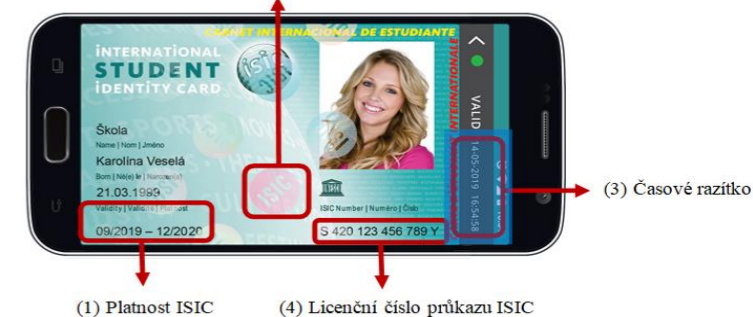 CARNET INTERNACIONAL DE ESTUDIANTE
INTERNATIONAL
STUDENT
IDENTITY CARD
isic
Škola
Name | Nom | Jméno
Karolína Veselá
Born | Né(e) le | Narozen(a)
21.03.1999
Validity | Validité | Platnost
09/2019 – 12/2020
ISIC
ISIC Number | Numéro | Číslo
S 420 123 456 789 Y
INTERNATIONALE
VALID
14-05-2019 16:54:58
(3) Časové razítko
(1) Platnost ISIC
(4) Licenční číslo průkazu ISIC